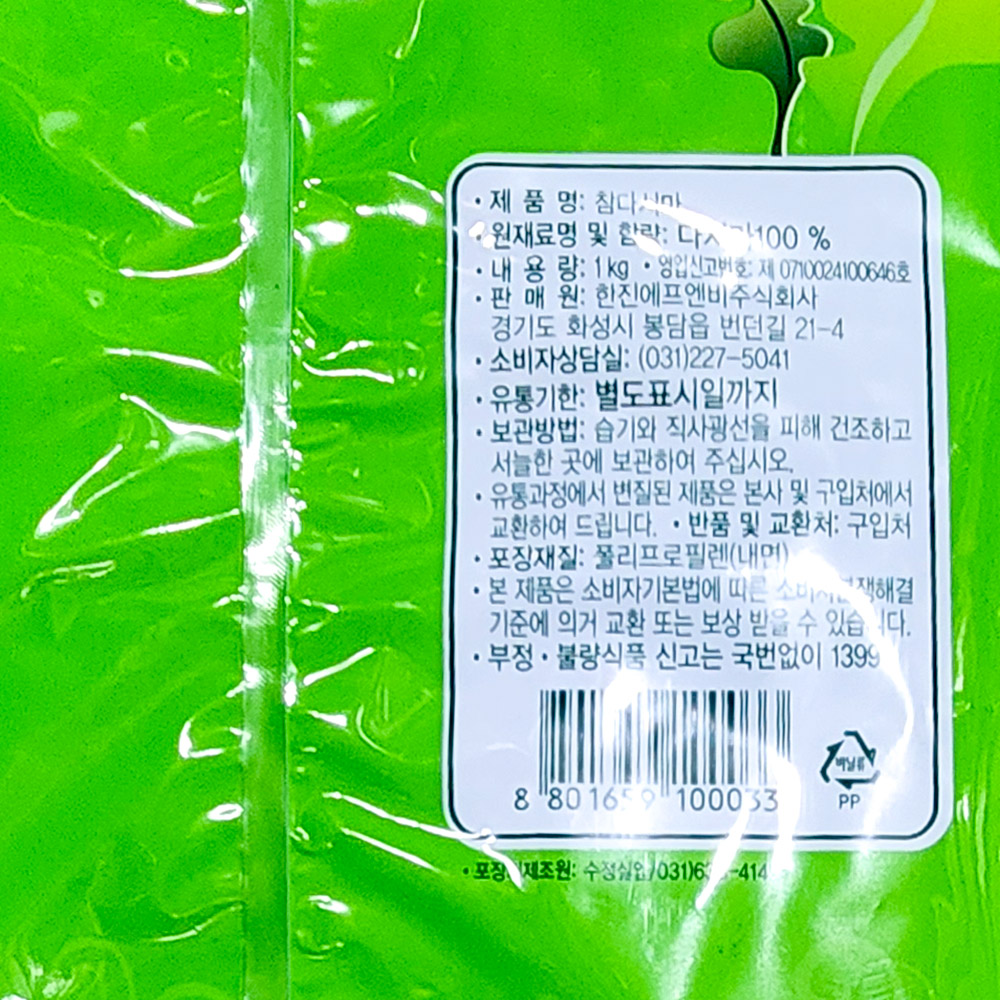 • 제 품 명: 참다시마
• 원재료명 및 함량: 다시마100 %
• 내 용 량: 1kg • 영업신고번호: 제 0710024100646호
• 판 매 원: 한진에프엔비주식회사
경기도 화성시 봉담읍 번던길 21-4
• 소비자상담실: (031)227-5041
• 유통기한: 별도표시일까지
• 보관방법: 습기와 직사광선을 피해 건조하고
서늘한 곳에 보관하여 주십시오.
• 유통과정에서 변질된 제품은 본사 및 구입처에서
교환하여 드립니다. • 반품 및 교환처: 구입처
• 포장재질: 폴리프로필렌(내면)
• 본 제품은 소비자기본법에 따른 소비자분쟁해결
기준에 의거 교환 또는 보상 받을 수 있습니다.
• 부정 • 불량식품 신고는 국번없이 1399
8 801659 100033
비닐류
PP
• 수정실업